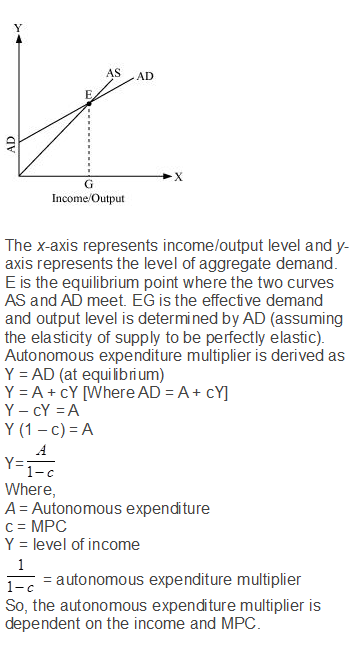 Y
AS
AD
E
AD
X
G
Income/Output
The x-axis represents income/output level and y-
axis represents the level of aggregate demand.
E is the equilibrium point where the two curves
AS and AD meet. EG is the effective demand
and output level is determined by AD (assuming
the elasticity of supply to be perfectly elastic).
Autonomous expenditure multiplier is derived as
Y = AD (at equilibrium)
Y = A + cY [Where AD = A + cY]
Y – cY = A
Y (1 – c) = A
Y= A/1−c
Where,
A = Autonomous expenditure
c = MPC
Y = level of income
1/1−c = autonomous expenditure multiplier
So, the autonomous expenditure multiplier is
dependent on the income and MPC.